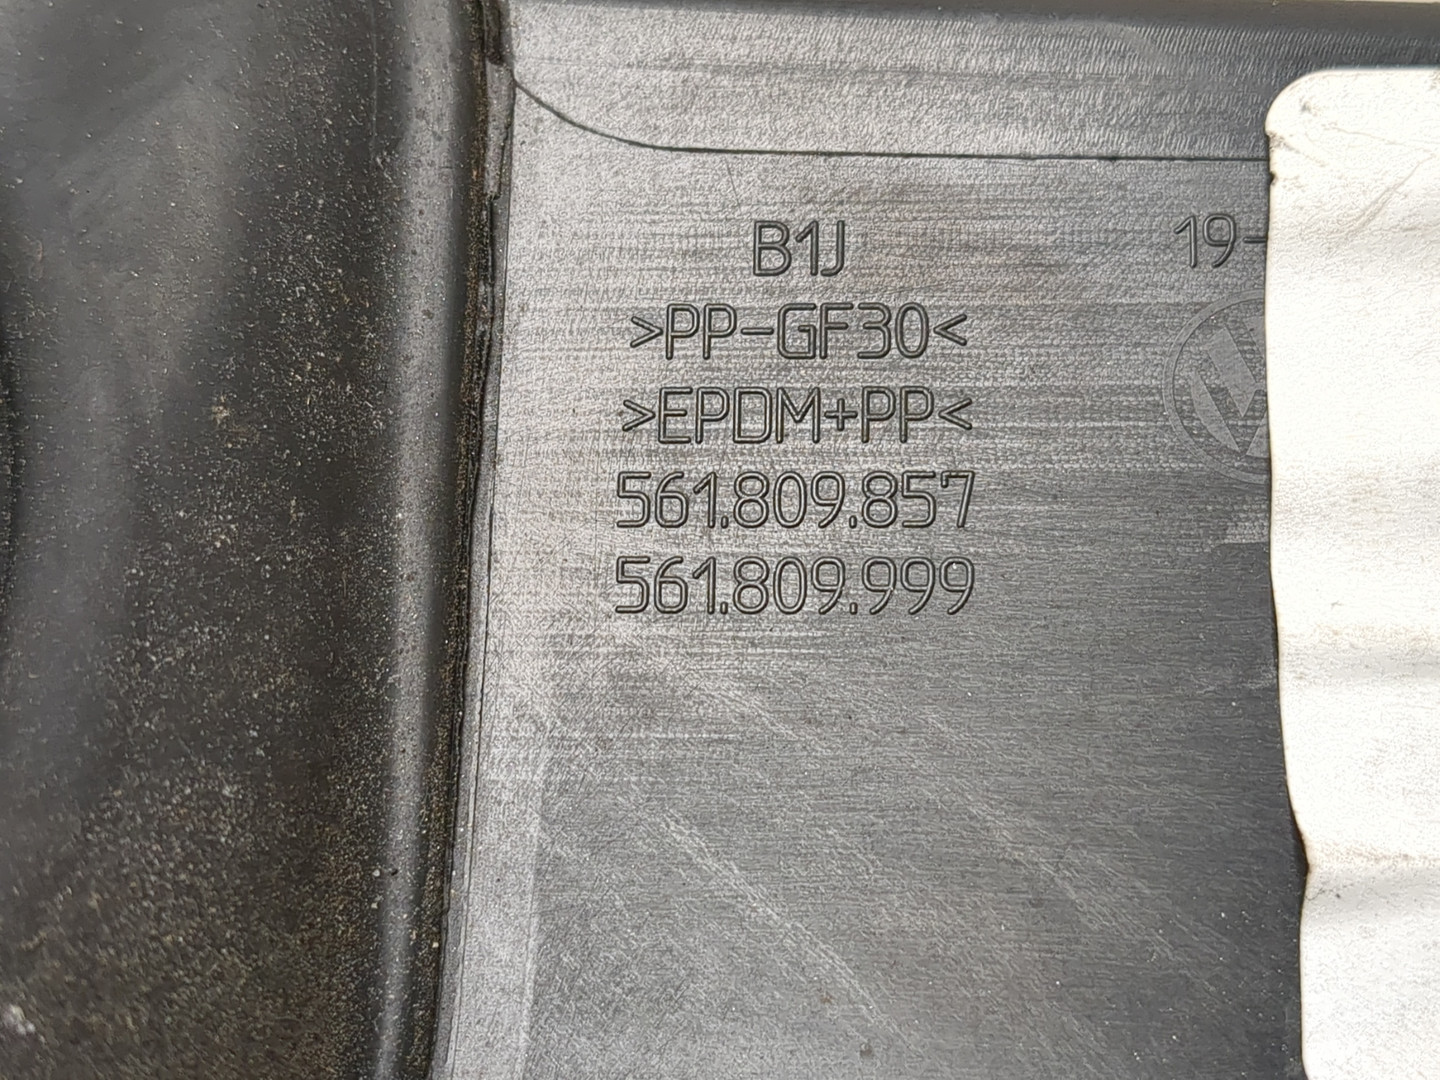 B1J
19-
>PP-GF30<
>EPDM+PP<
561.809.857
561.809.999